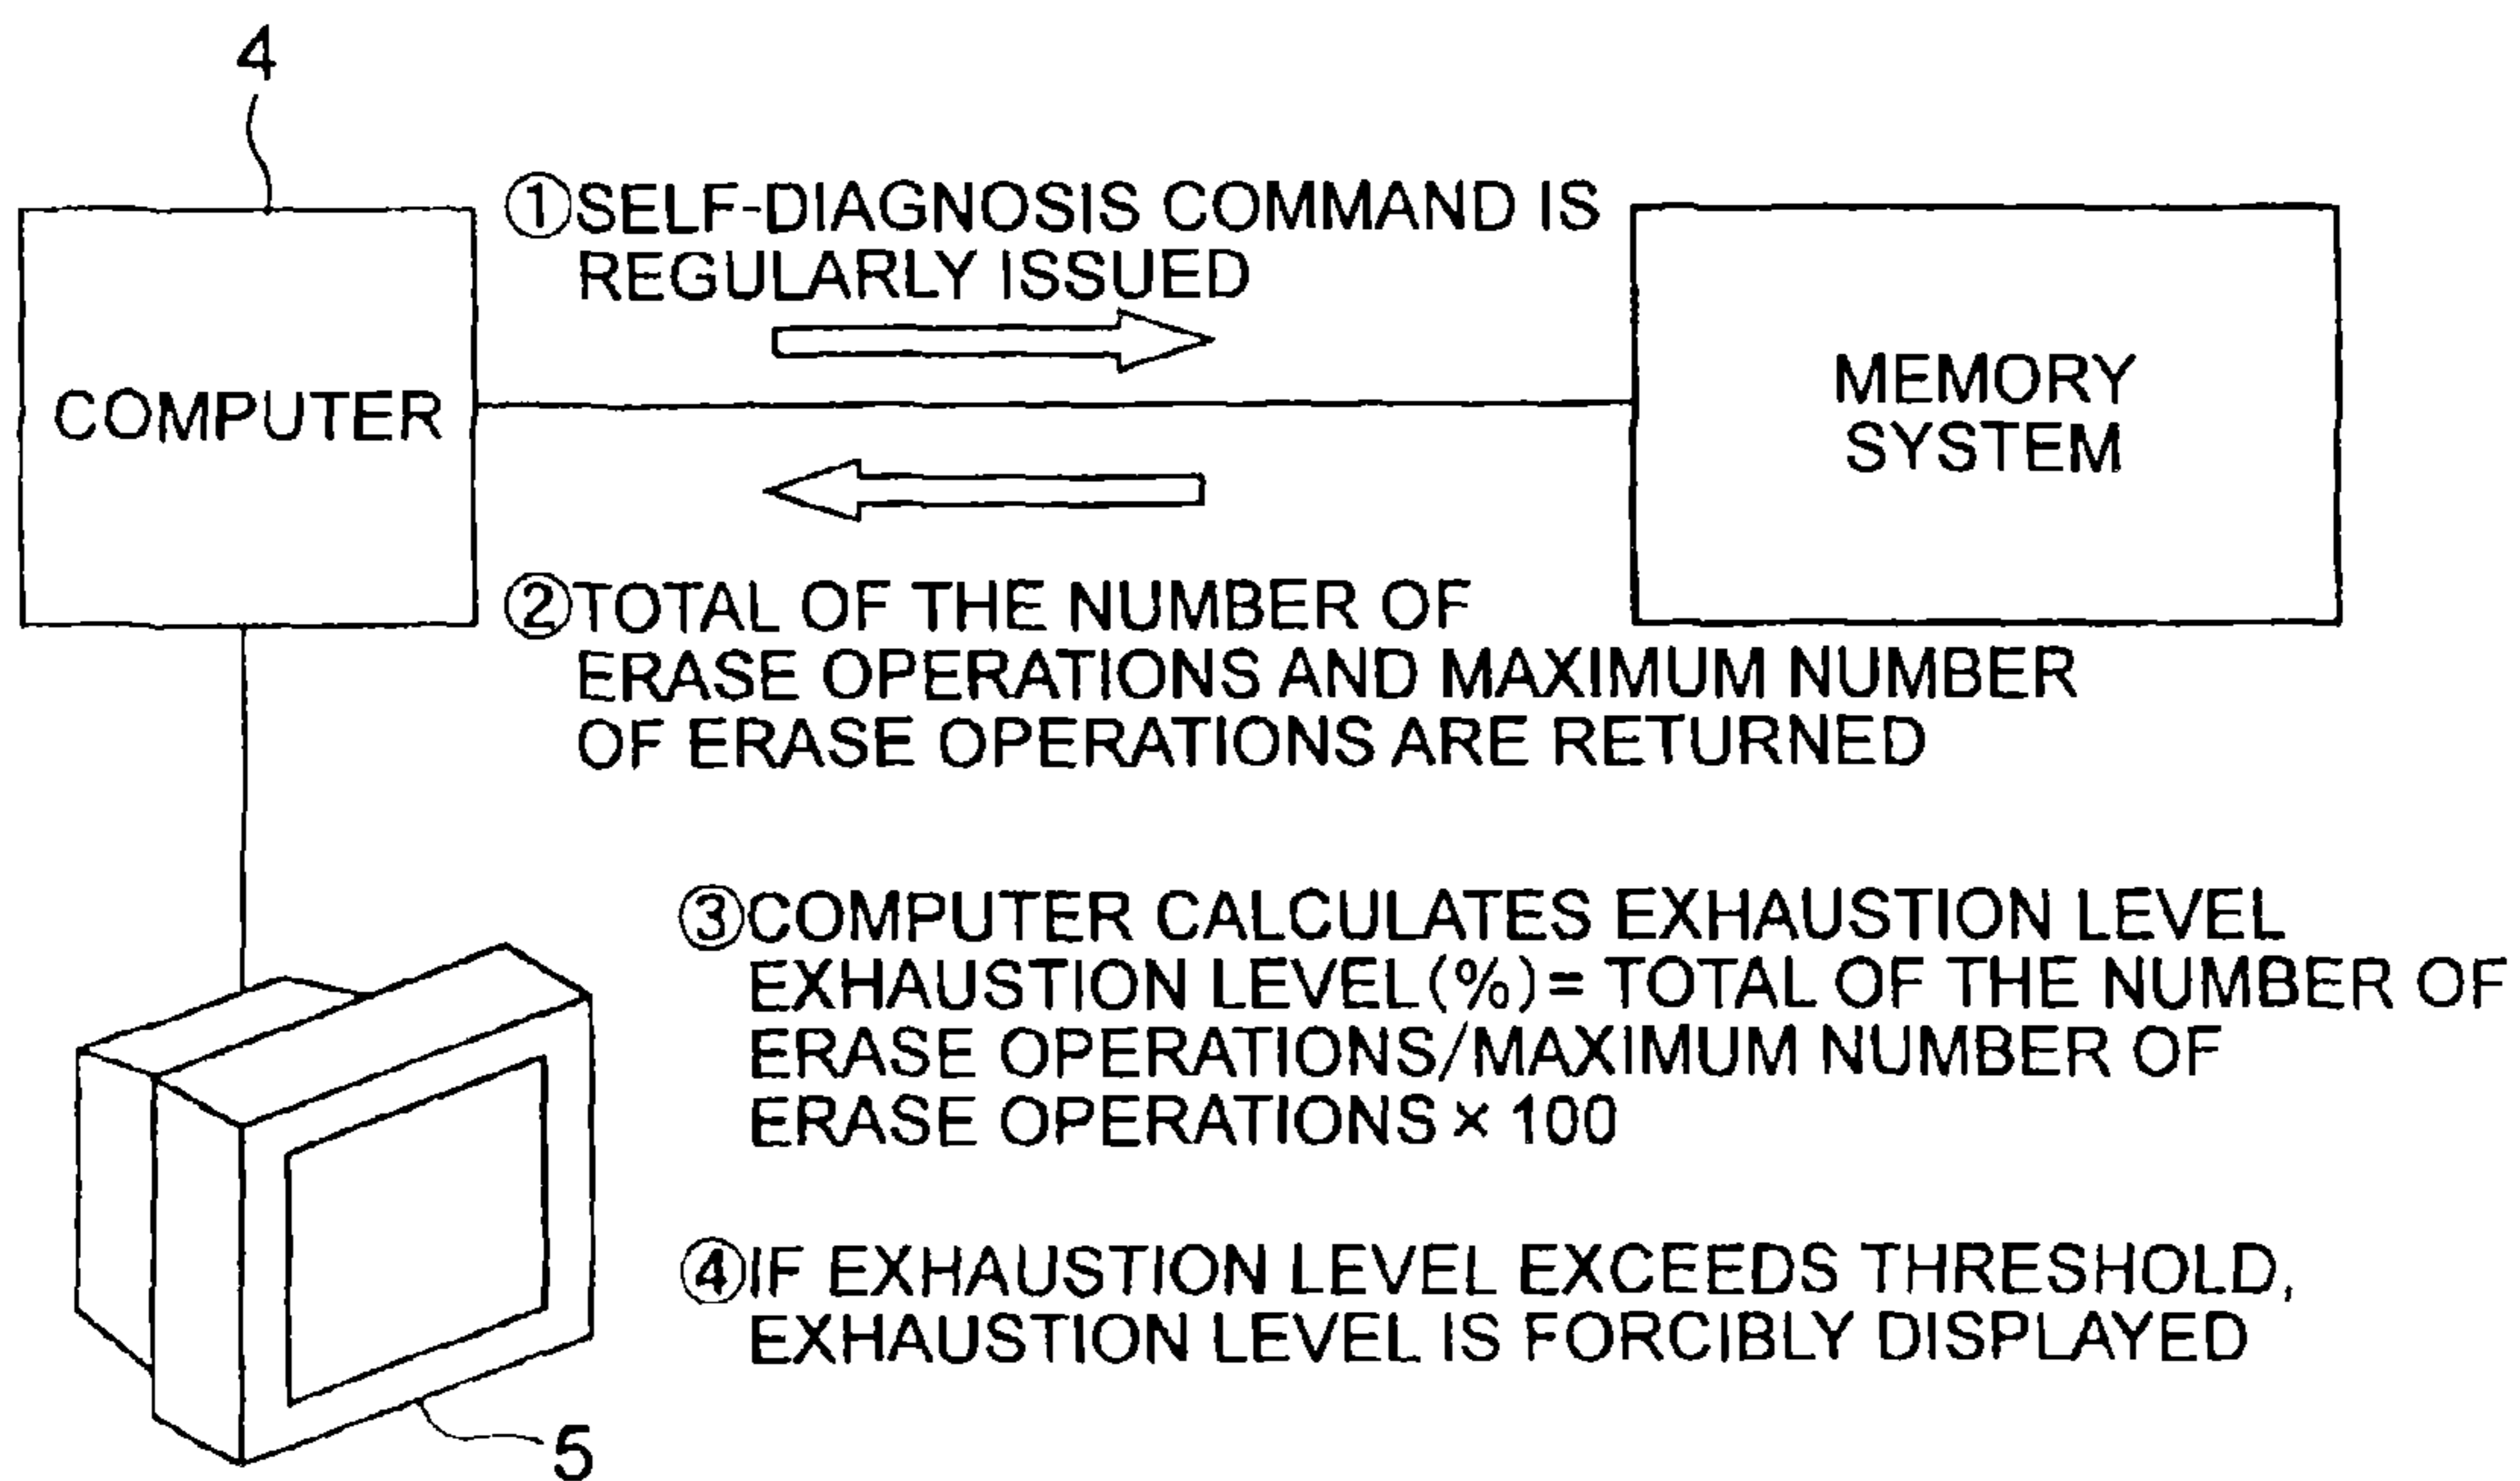 4
①SELF-DIAGNOSIS COMMAND IS
REGULARLY ISSUED
COMPUTER
MEMORY
SYSTEM
②TOTAL OF THE NUMBER OF
ERASE OPERATIONS AND MAXIMUM NUMBER
OF ERASE OPERATIONS ARE RETURNED
③COMPUTER CALCULATES EXHAUSTION LEVEL
EXHAUSTION LEVEL(%)= TOTAL OF THE NUMBER OF
ERASE OPERATIONS/MAXIMUM NUMBER OF
ERASE OPERATIONS × 100
④IF EXHAUSTION LEVEL EXCEEDS THRESHOLD,
EXHAUSTION LEVEL IS FORCIBLY DISPLAYED
5